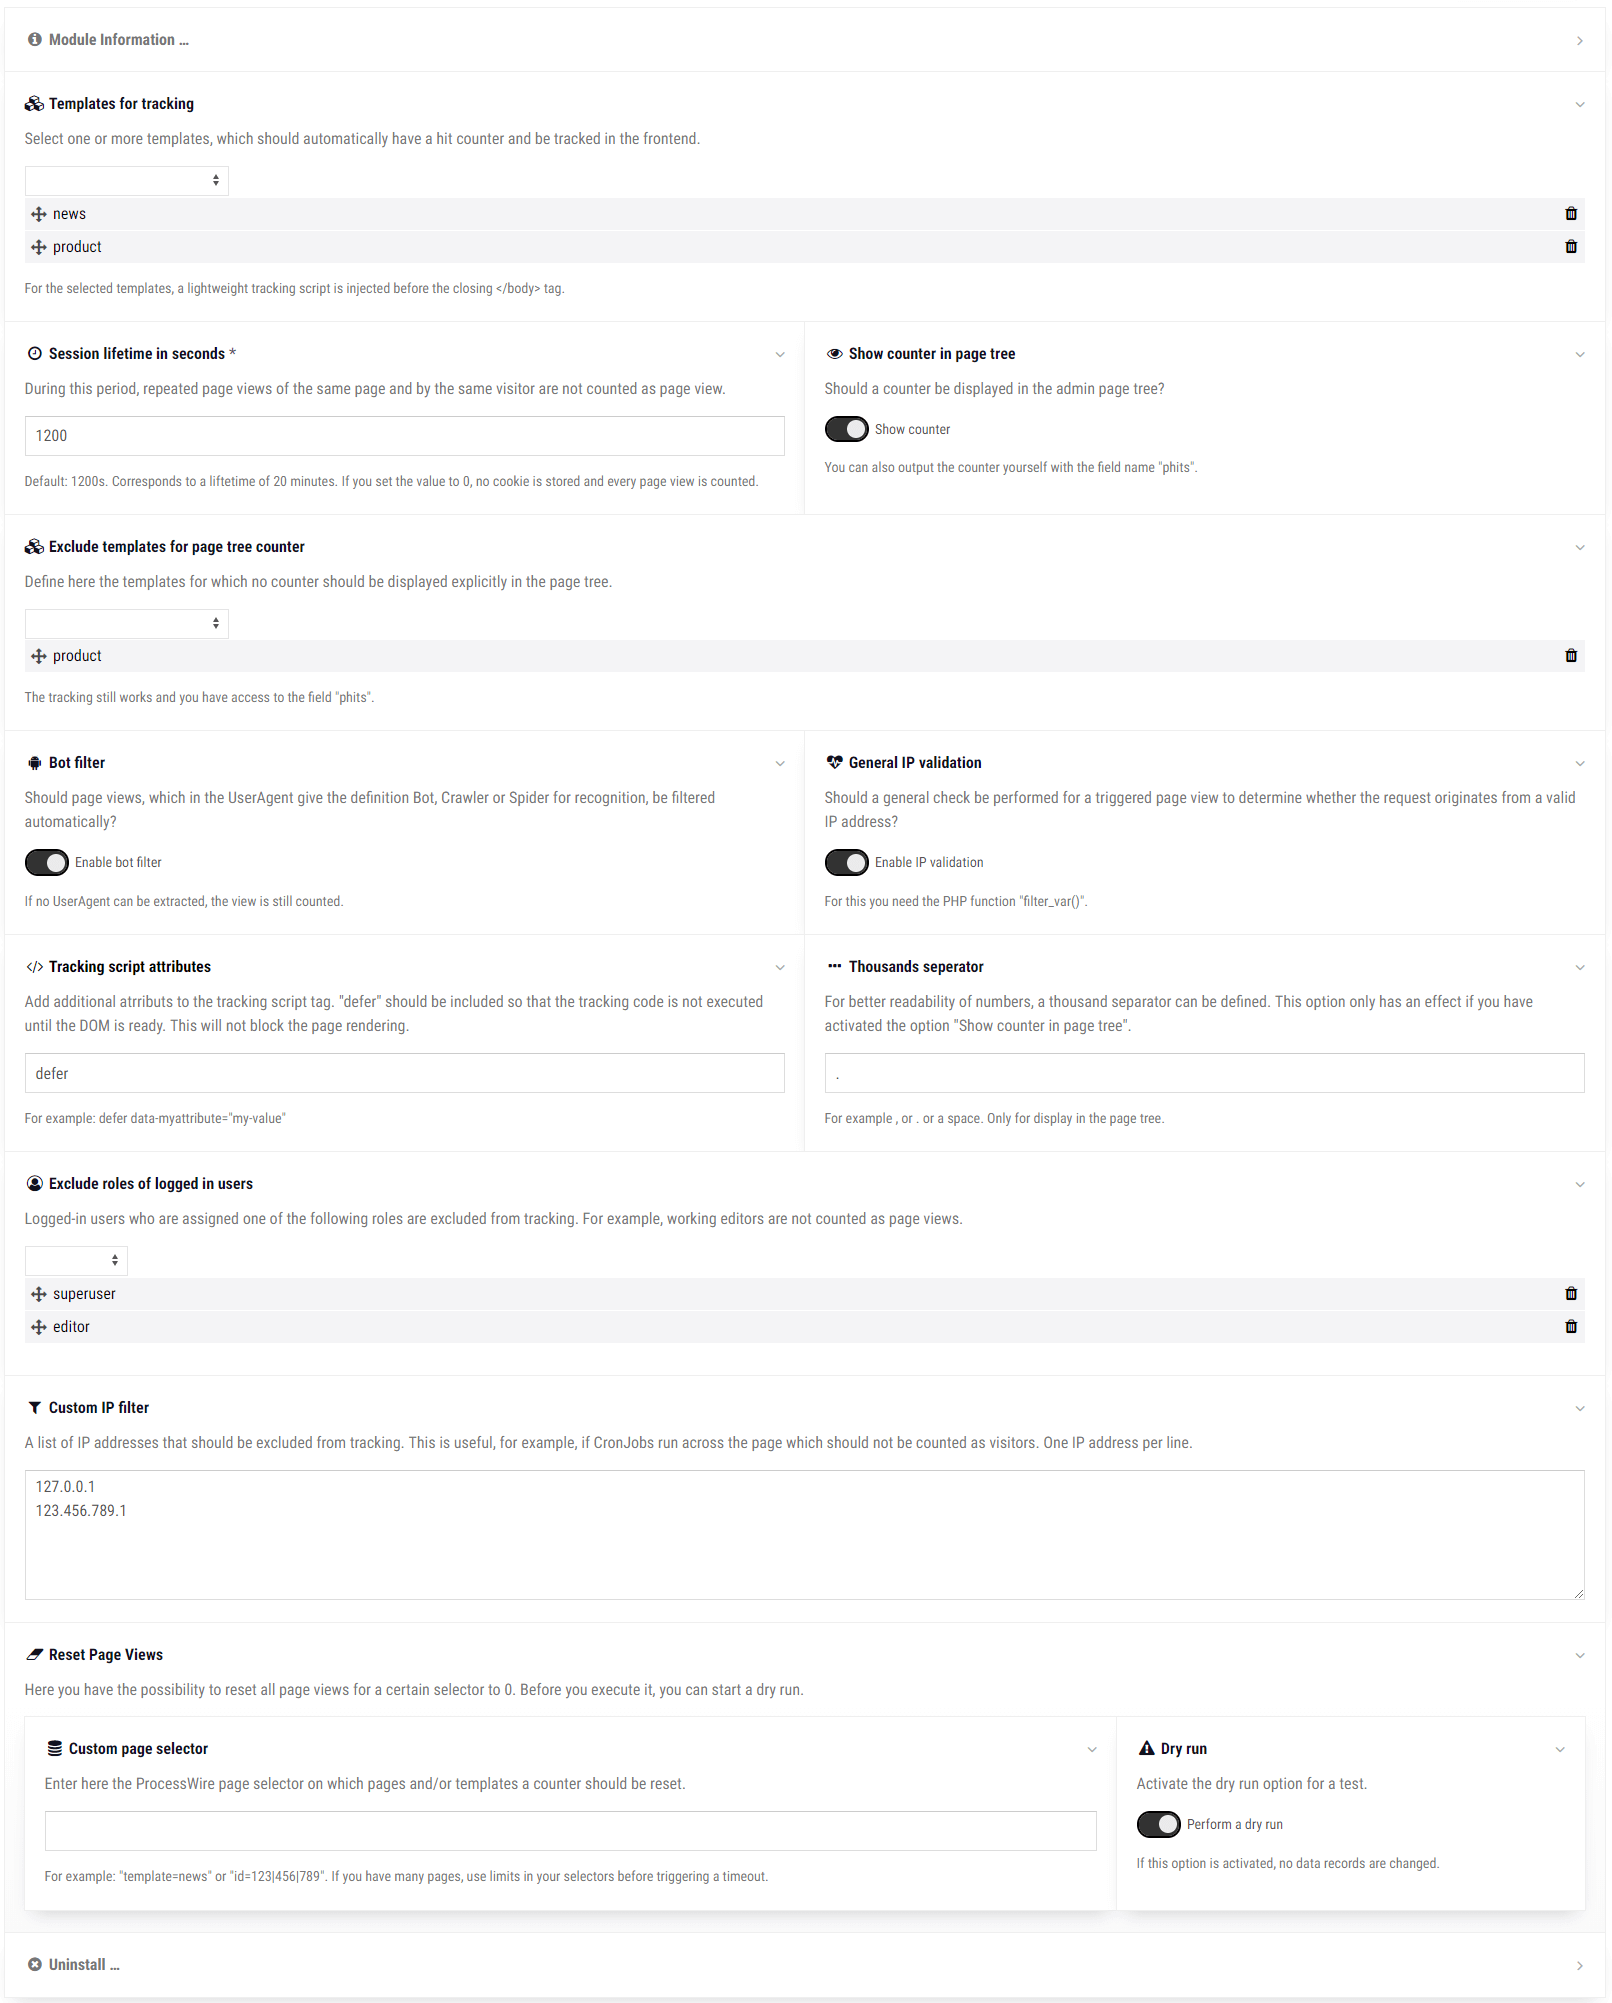 Module Information ...
Templates for tracking
Select one or more templates, which should automatically have a hit counter and be tracked in the frontend.
news
product
For the selected templates, a lightweight tracking script is injected before the closing </body> tag.
Session lifetime in seconds *
During this period, repeated page views of the same page and by the same visitor are not counted as page view.
1200
Default: 1200s. Corresponds to a liftetime of 20 minutes. If you set the value to 0, no cookie is stored and every page view is counted.
Show counter in page tree
Should a counter be displayed in the admin page tree?
Show counter
You can also output the counter yourself with the field name "phits".
Exclude templates for page tree counter
Define here the templates for which no counter should be displayed explicitly in the page tree.
product
The tracking still works and you have access to the field "phits".
Bot filter
Should page views, which in the UserAgent give the definition Bot, Crawler or Spider for recognition, be filtered
automatically?
Enable bot filter
If no UserAgent can be extracted, the view is still counted.
General IP validation
Should a general check be performed for a triggered page view to determine whether the request originates from a valid
IP address?
Enable IP validation
For this you need the PHP function "filter_var()".
Tracking script attributes
Add additional atrributs to the tracking script tag. "defer" should be included so that the tracking code is not executed
until the DOM is ready. This will not block the page rendering.
defer
For example: defer data-myattribute="my-value"
Thousands seperator
For better readability of numbers, a thousand separator can be defined. This option only has an effect if you have
activated the option "Show counter in page tree".
.
For example , or . or a space. Only for display in the page tree.
Exclude roles of logged in users
Logged-in users who are assigned one of the following roles are excluded from tracking. For example, working editors are not counted as page views.
superuser
editor
Custom IP filter
A list of IP addresses that should be excluded from tracking. This is useful, for example, if CronJobs run across the page which should not be counted as visitors. One IP address per line.
127.0.0.1
123.456.789.1
Reset Page Views
Here you have the possibility to reset all page views for a certain selector to 0. Before you execute it, you can start a dry run.
Custom page selector
Enter here the ProcessWire page selector on which pages and/or templates a counter should be reset.
For example: "template=news" or "id=123|456|789". If you have many pages, use limits in your selectors before triggering a timeout.
Dry run
Activate the dry run option for a test.
Perform a dry run
If this option is activated, no data records are changed.
Uninstall ...